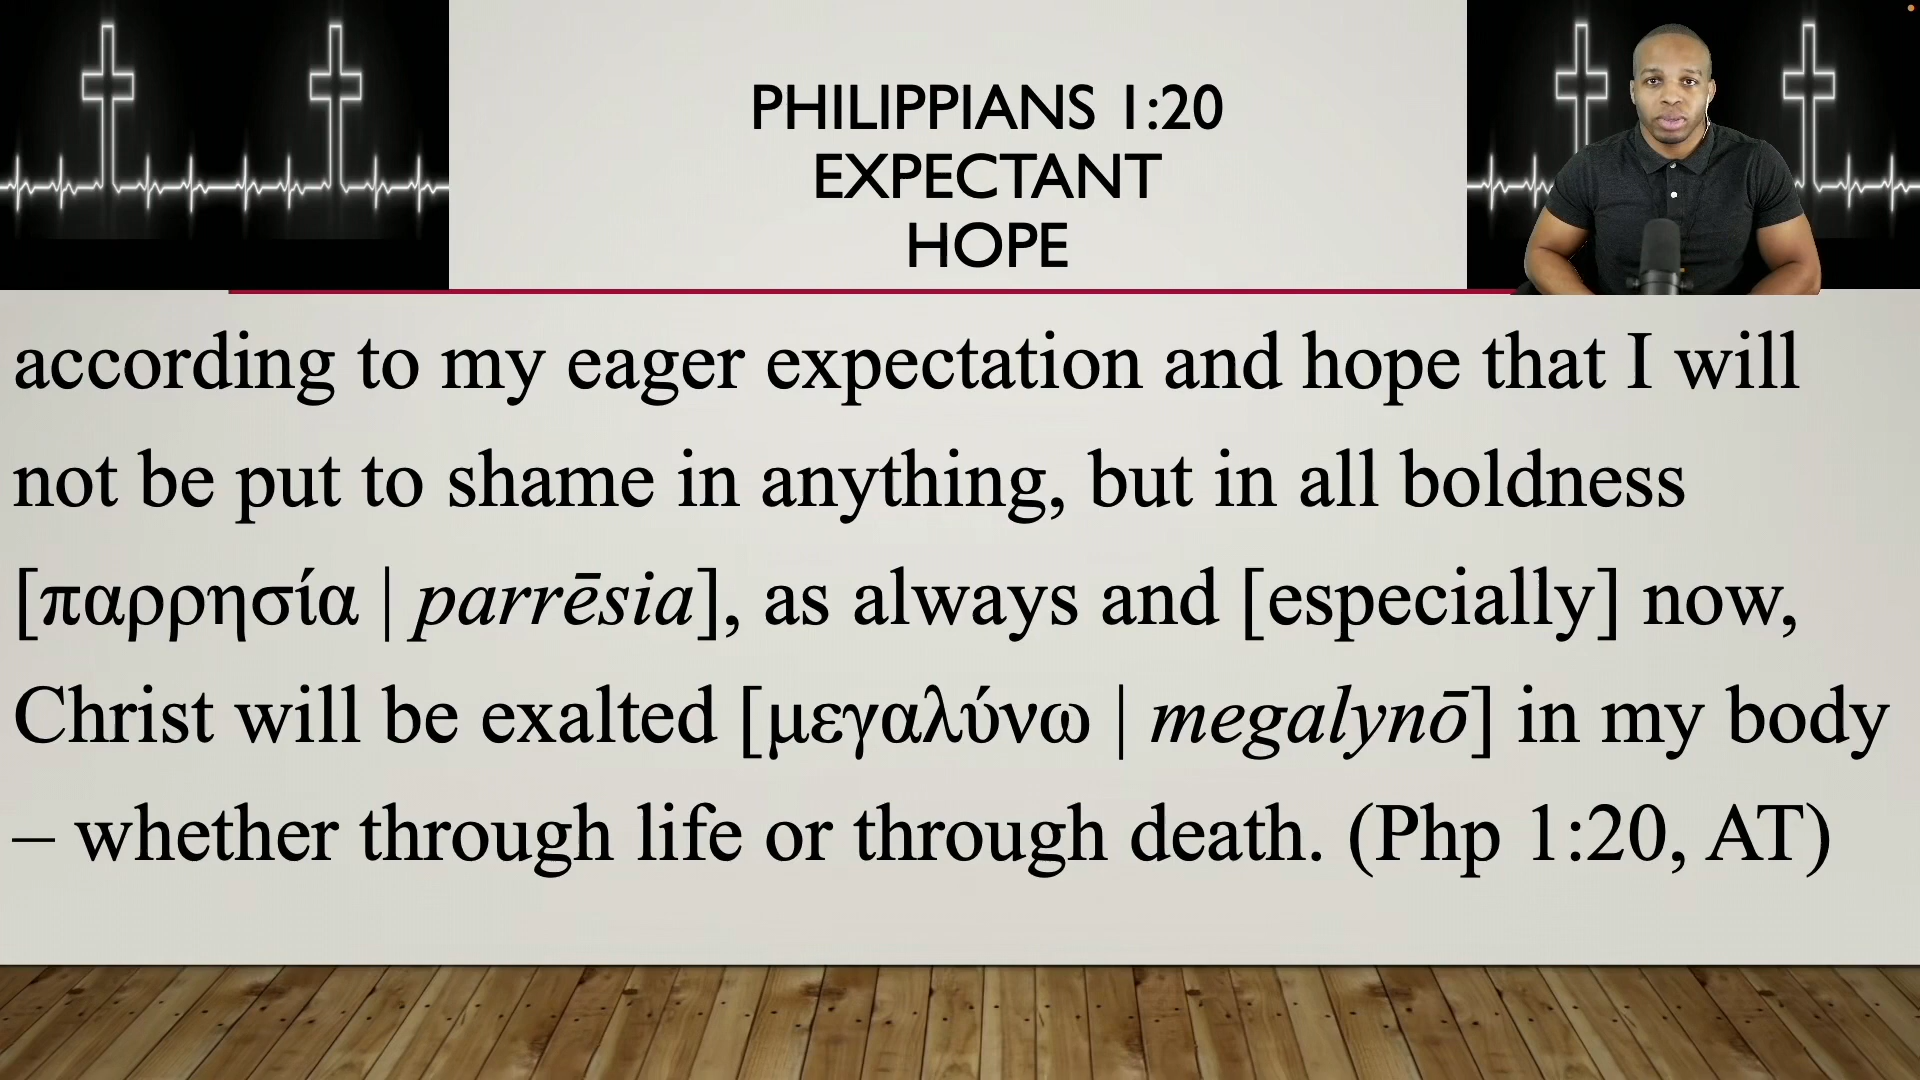 PHILIPPIANS 1:20
EXPECTANT
HOPE
according to my eager expectation and hope that I will
not be put to shame in anything, but in all boldness
[παρρησία | parrēsia], as always and [especially] now,
Christ will be exalted [μεγαλύνω | megalynō] in my body
– whether through life or through death. (Php 1:20, AT)